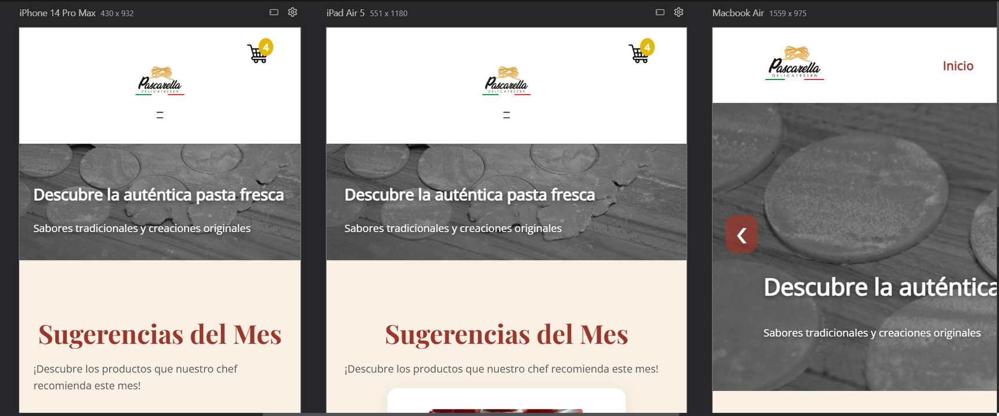 iPhone 14 Pro Max 430 x 932
4
Pascarella
DELICATESSEN
Descubre la auténtica pasta fresca
Sabores tradicionales y creaciones originales
Sugerencias del Mes
¡Descubre los productos que nuestro chef
recomienda este mes!
iPad Air 5 551 x 1180
4
Pascarella
DELICATESSEN
Descubre la auténtica pasta fresca
Sabores tradicionales y creaciones originales
Sugerencias del Mes
¡Descubre los productos que nuestro chef recomienda este mes!
Macbook Air 1559 x 975
Pascarella
DELICATESSEN
Inicio
Descubre la auténtica
Sabores tradicionales y creaciones originales